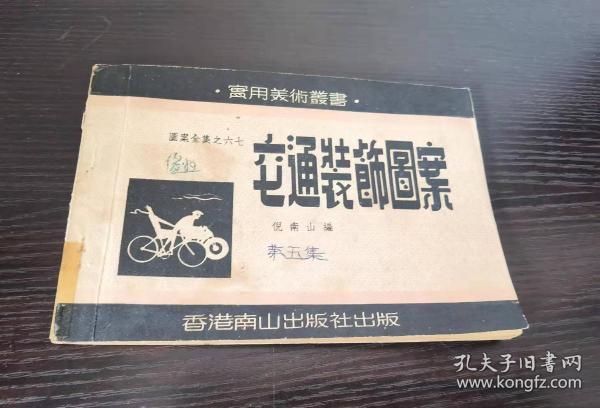 ·實用美術叢書·
圖案全集之六七
交通裝飾圖案
倪南山編
第五集
香港南山出版社出版
孔夫子旧书网
www.kongfz.com